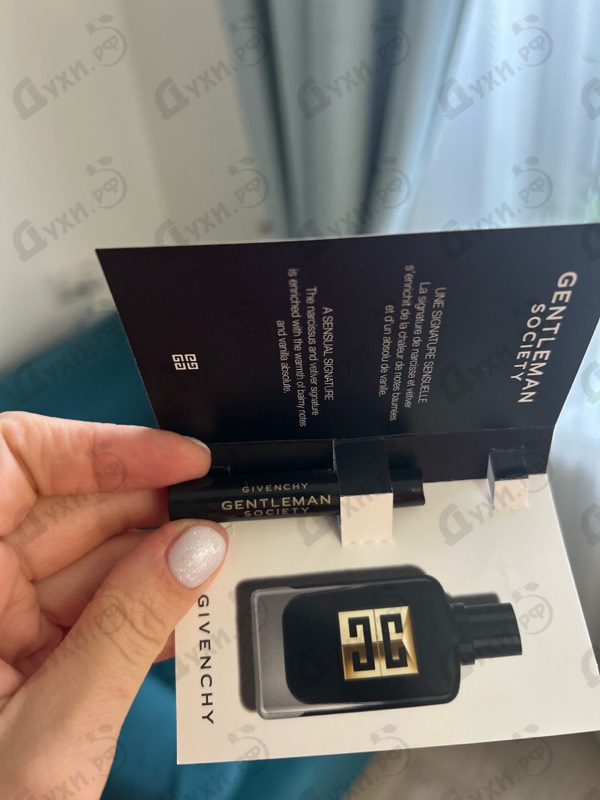 GENTLEMAN
SOCIETY
UNE SIGNATURE SENSUELLE
La signature de narcisse et vétiver
s'enrichit de la chaleur de notes baumées
et d'un absolu de vanille.
A SENSUAL SIGNATURE
The narcissus and vetiver signature
is enriched with the warmth of balmy notes
and vanilla absolute.
GIVENCHY
GENTLEMAN
SOCIETY
GIVENCHY
Духи.РФ